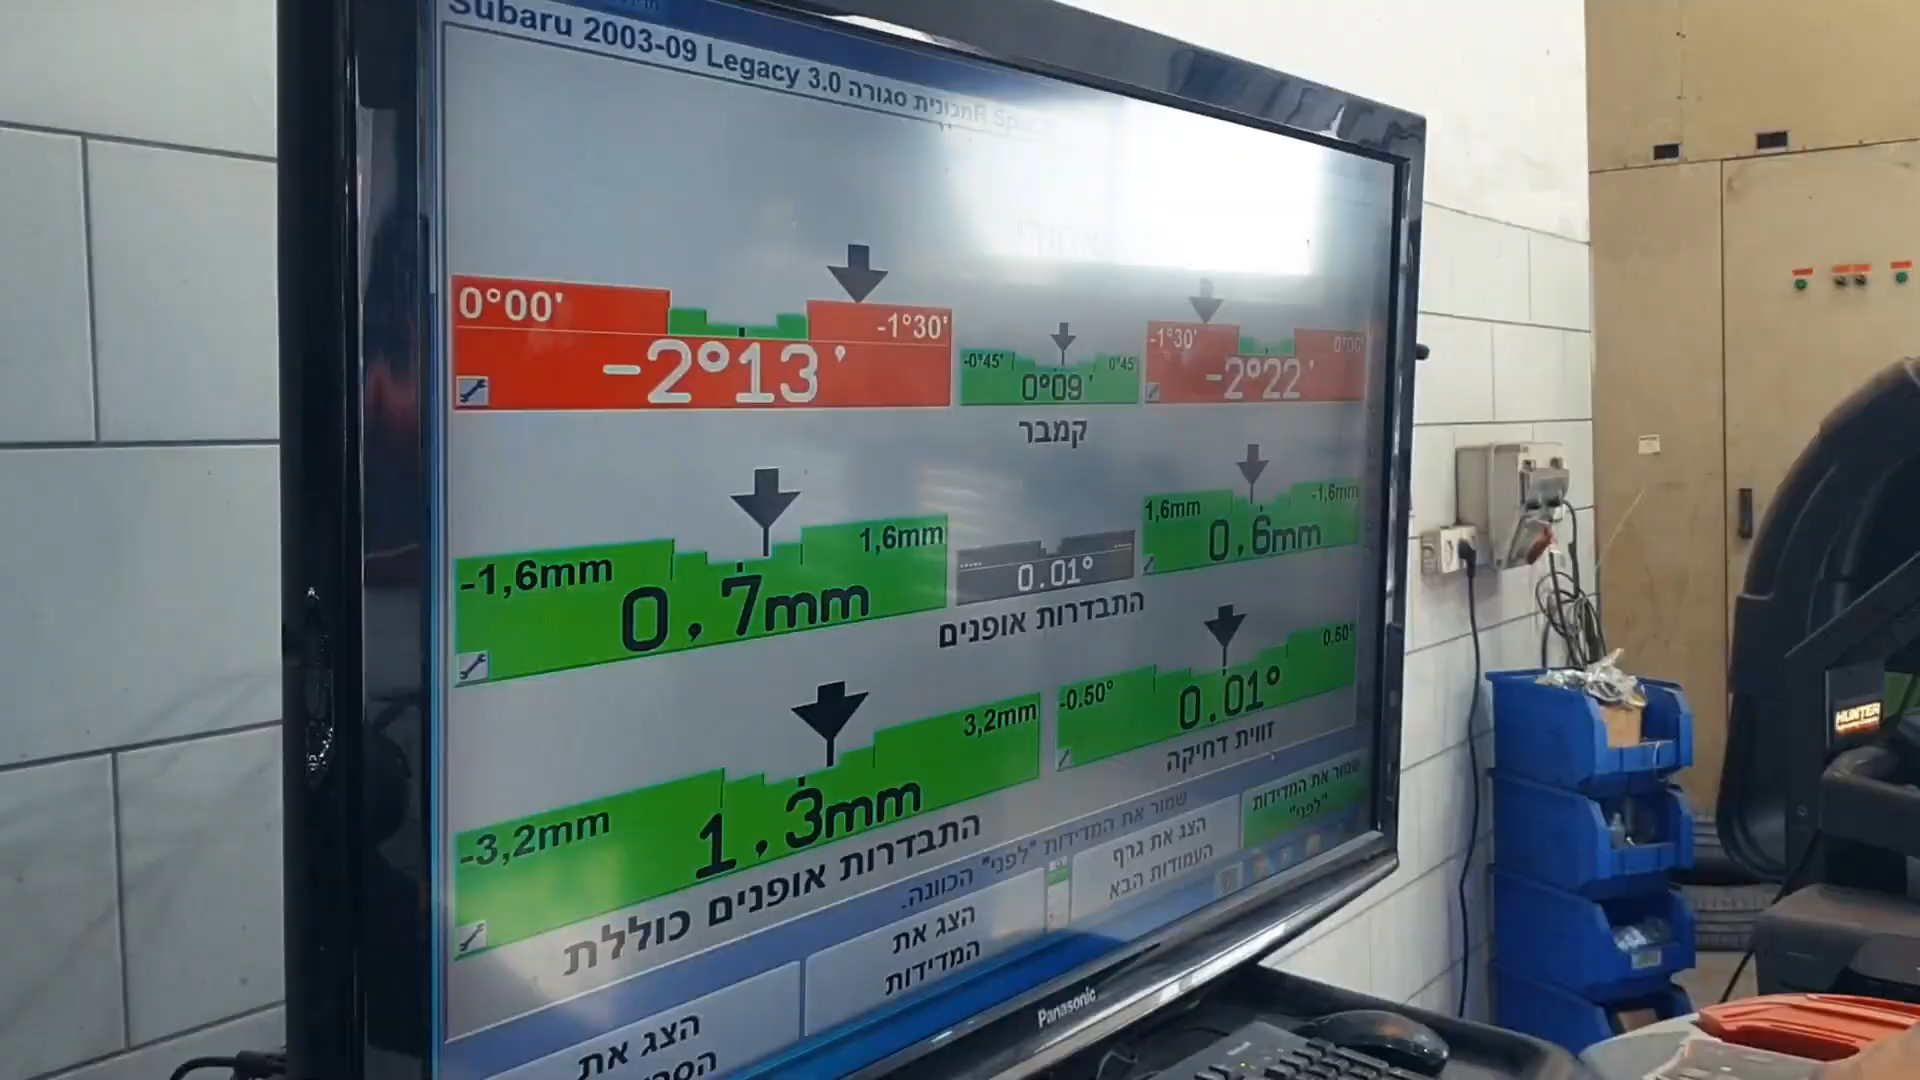 Subaru 2003-09 Legacy 3.0 מכונית סגורה
0°00'
-1°30'
-2°13'
-0°45'
0°45'
0°09'
-1°30'
0°00'
-2°22'
קמבר
-1,6mm
1,6mm
0,7mm
0.01°
1,6mm
-1,6mm
0,6mm
התבדרות אופנים
-3,2mm
3,2mm
1,3mm
-0.50°
0.50°
0.01°
התבדרות אופנים כוללת
זווית דחיקה
שמור את המדידות "לפני" הכוונה.
הצג את
הצג את
המדידות
הצג את גרף
העמודות הבא
שמור את המדידות
"לפני"
Panasonic
HUNTER